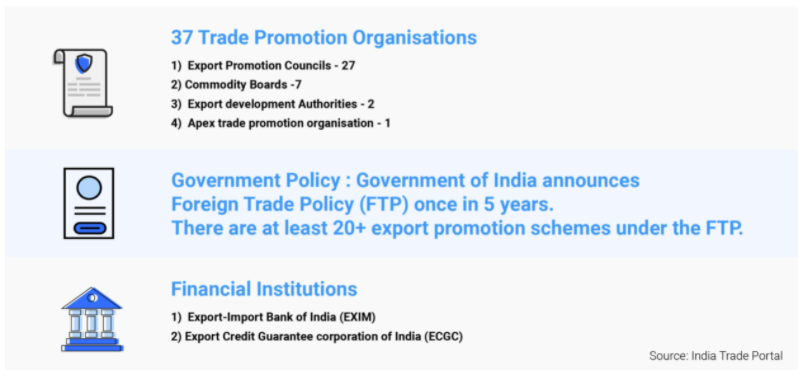 37 Trade Promotion Organisations
1) Export Promotion Councils - 27
2) Commodity Boards -7
3) Export development Authorities - 2
4) Apex trade promotion organisation - 1
Government Policy : Government of India announces
Foreign Trade Policy (FTP) once in 5 years.
There are at least 20+ export promotion schemes under the FTP.
Financial Institutions
1) Export-Import Bank of India (EXIM)
2) Export Credit Guarantee corporation of India (ECGC)
Source: India Trade Portal